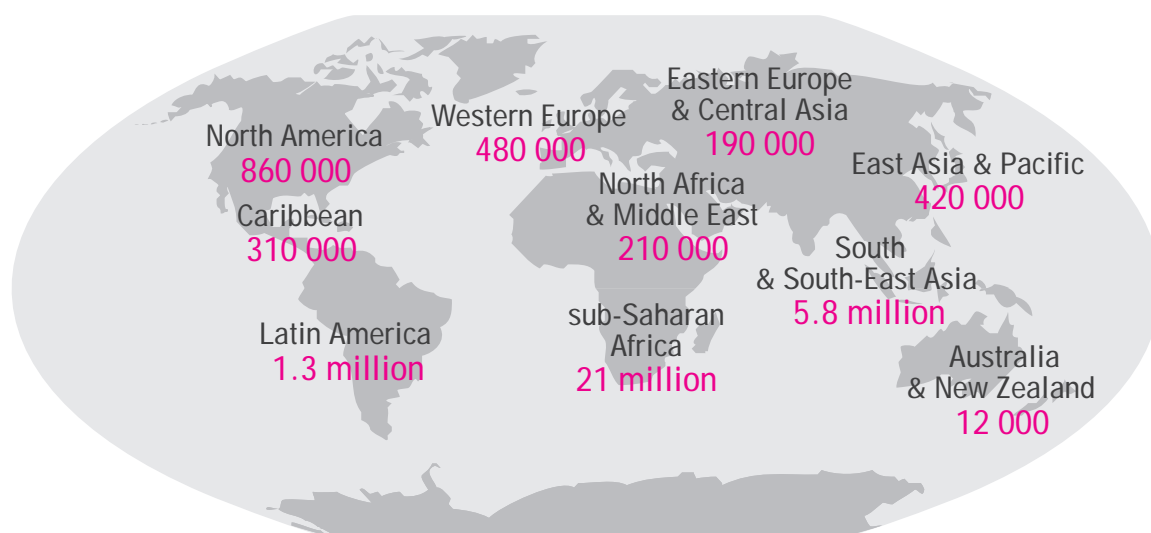 North America
860 000
Caribbean
310 000
Latin America
1.3 million
Western Europe
480 000
Eastern Europe
& Central Asia
190 000
North Africa
& Middle East
210 000
sub-Saharan
Africa
21 million
East Asia & Pacific
420 000
South
& South-East Asia
5.8 million
Australia
& New Zealand
12 000